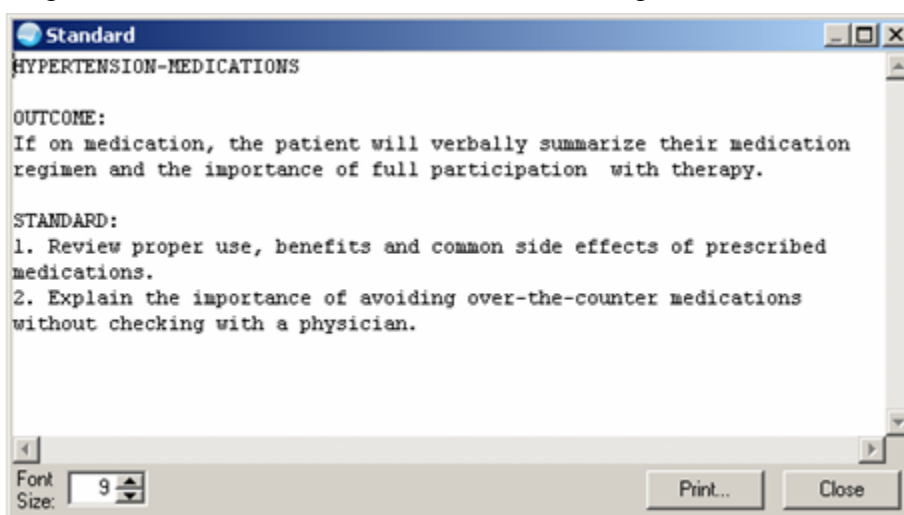 Standard
HYPERTENSION-MEDICATIONS
OUTCOME:
If on medication, the patient will verbally summarize their medication
regimen and the importance of full participation  with therapy.
STANDARD:
1. Review proper use, benefits and common side effects of prescribed
medications.
2. Explain the importance of avoiding over-the-counter medications
without checking with a physician.
Font
Size:
9
Print...
Close